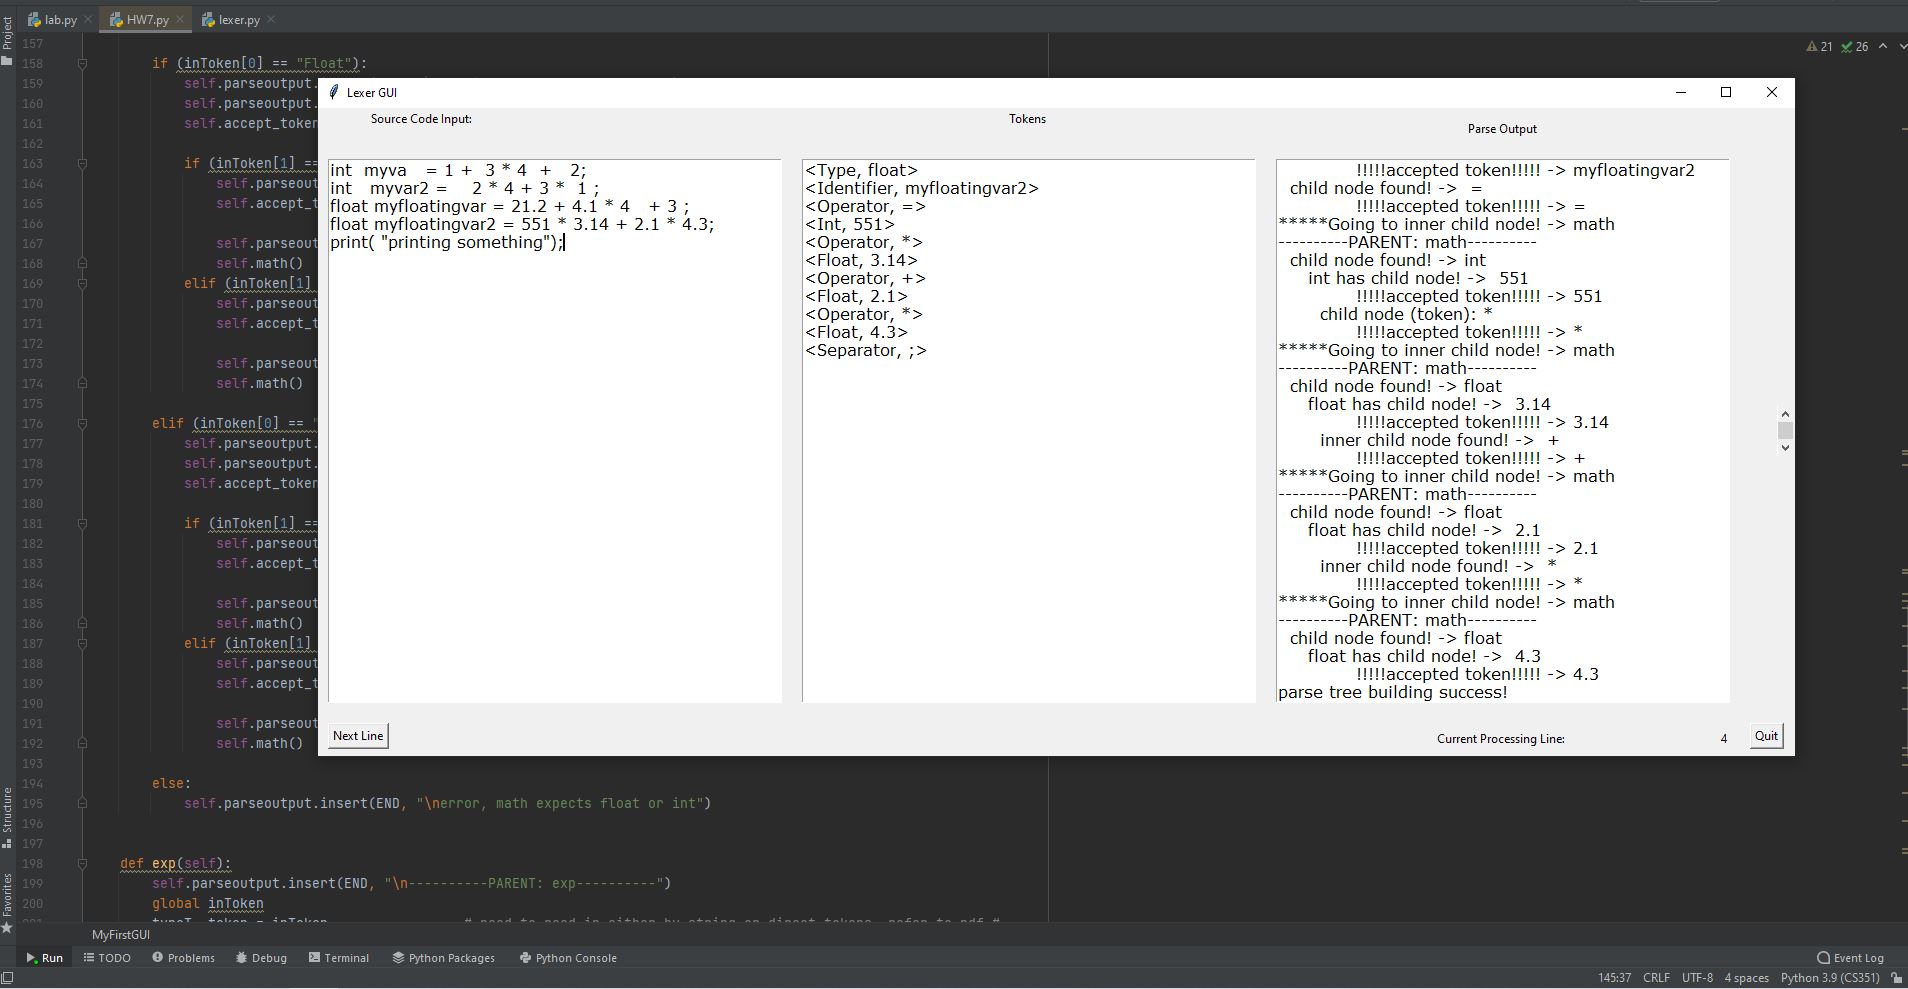 lab.py HW7.py lexer.py
Project
21 26
157
158 if (inToken[0] == "Float"):
159 self.parseoutput.
160 self.parseoutput.
161 self.accept_token
162
163 if (inToken[1] ==
164 self.parseout
165 self.accept_t
166
167 self.parseout
168 self.math()
169 elif (inToken[1]
170 self.parseout
171 self.accept_t
172
173 self.parseout
174 self.math()
175
176 elif (inToken[0] == "
177 self.parseoutput.
178 self.parseoutput.
179 self.accept_token
180
181 if (inToken[1] ==
182 self.parseout
183 self.accept_t
184
185 self.parseout
186 self.math()
187 elif (inToken[1]
188 self.parseout
189 self.accept_t
190
191 self.parseout
192 self.math()
193
194 else:
195 self.parseoutput.insert(END, "\nerror, math expects float or int")
196
197
198 def exp(self):
199 self.parseoutput.insert(END, "\n----------PARENT: exp----------")
200 global inToken
Lexer GUI
Source Code Input:
int  myva   = 1 +  3 * 4  +   2;
int   myvar2 =    2 * 4 + 3 *  1 ;
float myfloatingvar = 21.2 + 4.1 * 4   + 3 ;
float myfloatingvar2 = 551 * 3.14 + 2.1 * 4.3;
print( "printing something");
Tokens
<Type, float>
<Identifier, myfloatingvar2>
<Operator, =>
<Int, 551>
<Operator, *>
<Float, 3.14>
<Operator, +>
<Float, 2.1>
<Operator, *>
<Float, 4.3>
<Separator, ;>
Parse Output
!!!!!accepted token!!!!! -> myfloatingvar2
child node found! ->  =
!!!!!accepted token!!!!! -> =
*****Going to inner child node! -> math
----------PARENT: math----------
child node found! -> int
int has child node! ->  551
!!!!!accepted token!!!!! -> 551
child node (token): *
!!!!!accepted token!!!!! -> *
*****Going to inner child node! -> math
----------PARENT: math----------
child node found! -> float
float has child node! ->  3.14
!!!!!accepted token!!!!! -> 3.14
inner child node found! ->  +
!!!!!accepted token!!!!! -> +
*****Going to inner child node! -> math
----------PARENT: math----------
child node found! -> float
float has child node! ->  2.1
!!!!!accepted token!!!!! -> 2.1
inner child node found! ->  *
!!!!!accepted token!!!!! -> *
*****Going to inner child node! -> math
----------PARENT: math----------
child node found! -> float
float has child node! ->  4.3
!!!!!accepted token!!!!! -> 4.3
parse tree building success!
Next Line
Current Processing Line: 4
Quit
Structure
Favorites
MyFirstGUI
Run TODO Problems Debug Terminal Python Packages Python Console Event Log
145:37 CRLF UTF-8 4 spaces Python 3.9 (CS351)